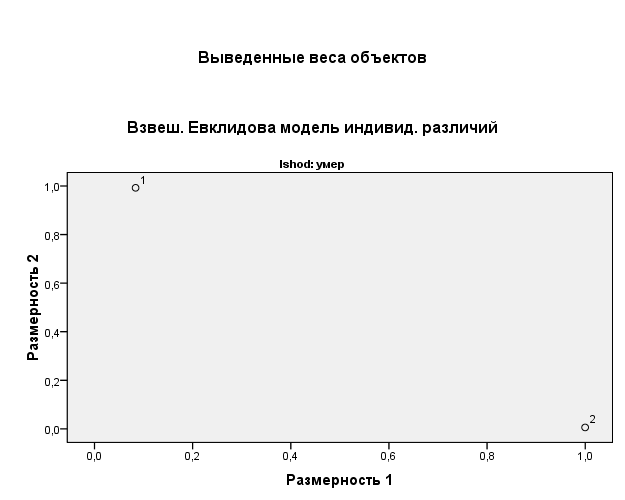 Выведенные веса объектов
Взвеш. Евклидова модель индивид. различий
Ishod: умер
1
1,0
0,8
0,6
0,4
0,2
0,0
Размерность 2
2
0,0 0,2 0,4 0,6 0,8 1,0
Размерность 1